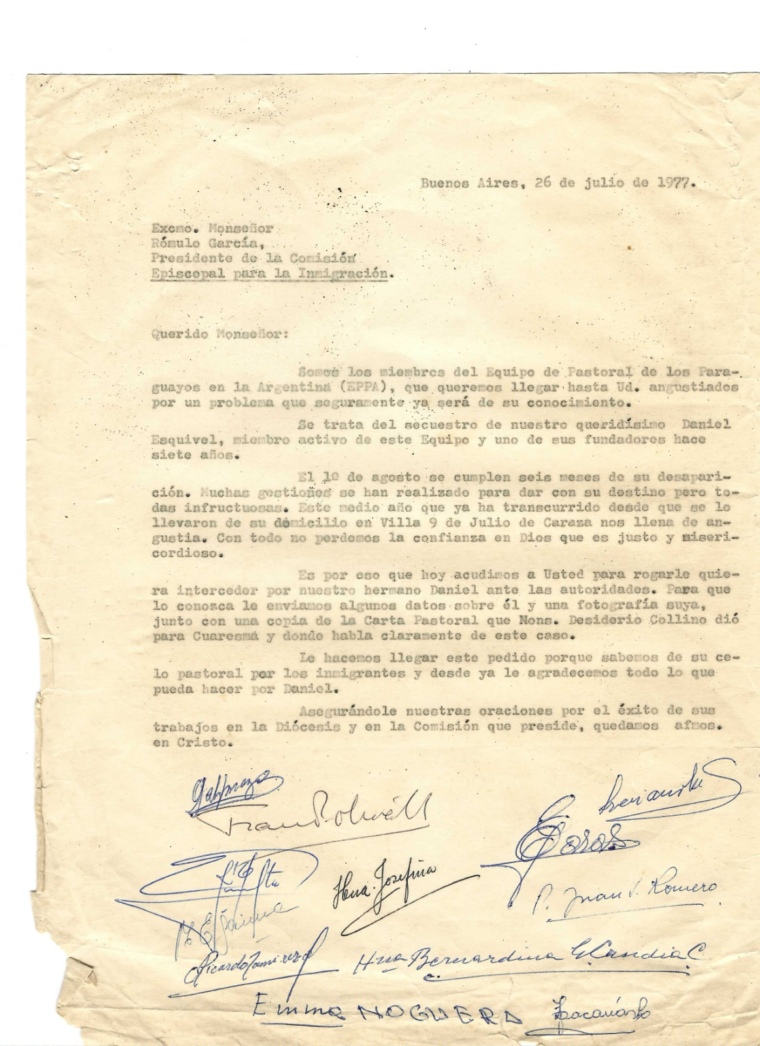 Buenos Aires, 26 de julio de 1977.
Excmo. Monseñor
Rómulo García,
Presidente de la Comisión
Episcopal para la Inmigración.
Querido Monseñor:
Somos los miembros del Equipo de Pastoral de los Para-
guayos en la Argentina (EPPA), que queremos llegar hasta Ud. angustiados
por un problema que seguramente ya será de su conocimiento.
Se trata del secuestro de nuestro queridísimo Daniel
Esquivel, miembro activo de este Equipo y uno de sus fundadores hace
siete años.
El 1º de agosto se cumplen seis meses de su desapari-
ción. Muchas gestiones se han realizado para dar con su destino pero to-
das infructuosas. Este medio año que ya ha transcurrido desde que se lo
llevaron de su domicilio en Villa 9 de Julio de Caraza nos llena de an-
gustia. Con todo no perdemos la confianza en Dios que es justo y miseri-
cordioso.
Es por eso que hoy acudimos a Usted para rogarle quie-
ra interceder por nuestro hermano Daniel ante las autoridades. Para que
lo conozca le enviamos algunos datos sobre él y una fotografía suya,
junto con una copia de la Carta Pastoral que Mons. Desiderio Collino dió
para Cuaresma y donde habla claramente de este caso.
Le hacemos llegar este pedido porque sabemos de su ce-
lo pastoral por los inmigrantes y desde ya le agradecemos todo lo que
pueda hacer por Daniel.
Asegurándole nuestras oraciones por el éxito de sus
trabajos en la Diócesis y en la Comisión que preside, quedamos afmos.
en Cristo.
Hna. Josefina
P. Juan V. Romero
Ricardo Ramirez
Hna Bernardina G. Candia C.
Emma NOGUERA